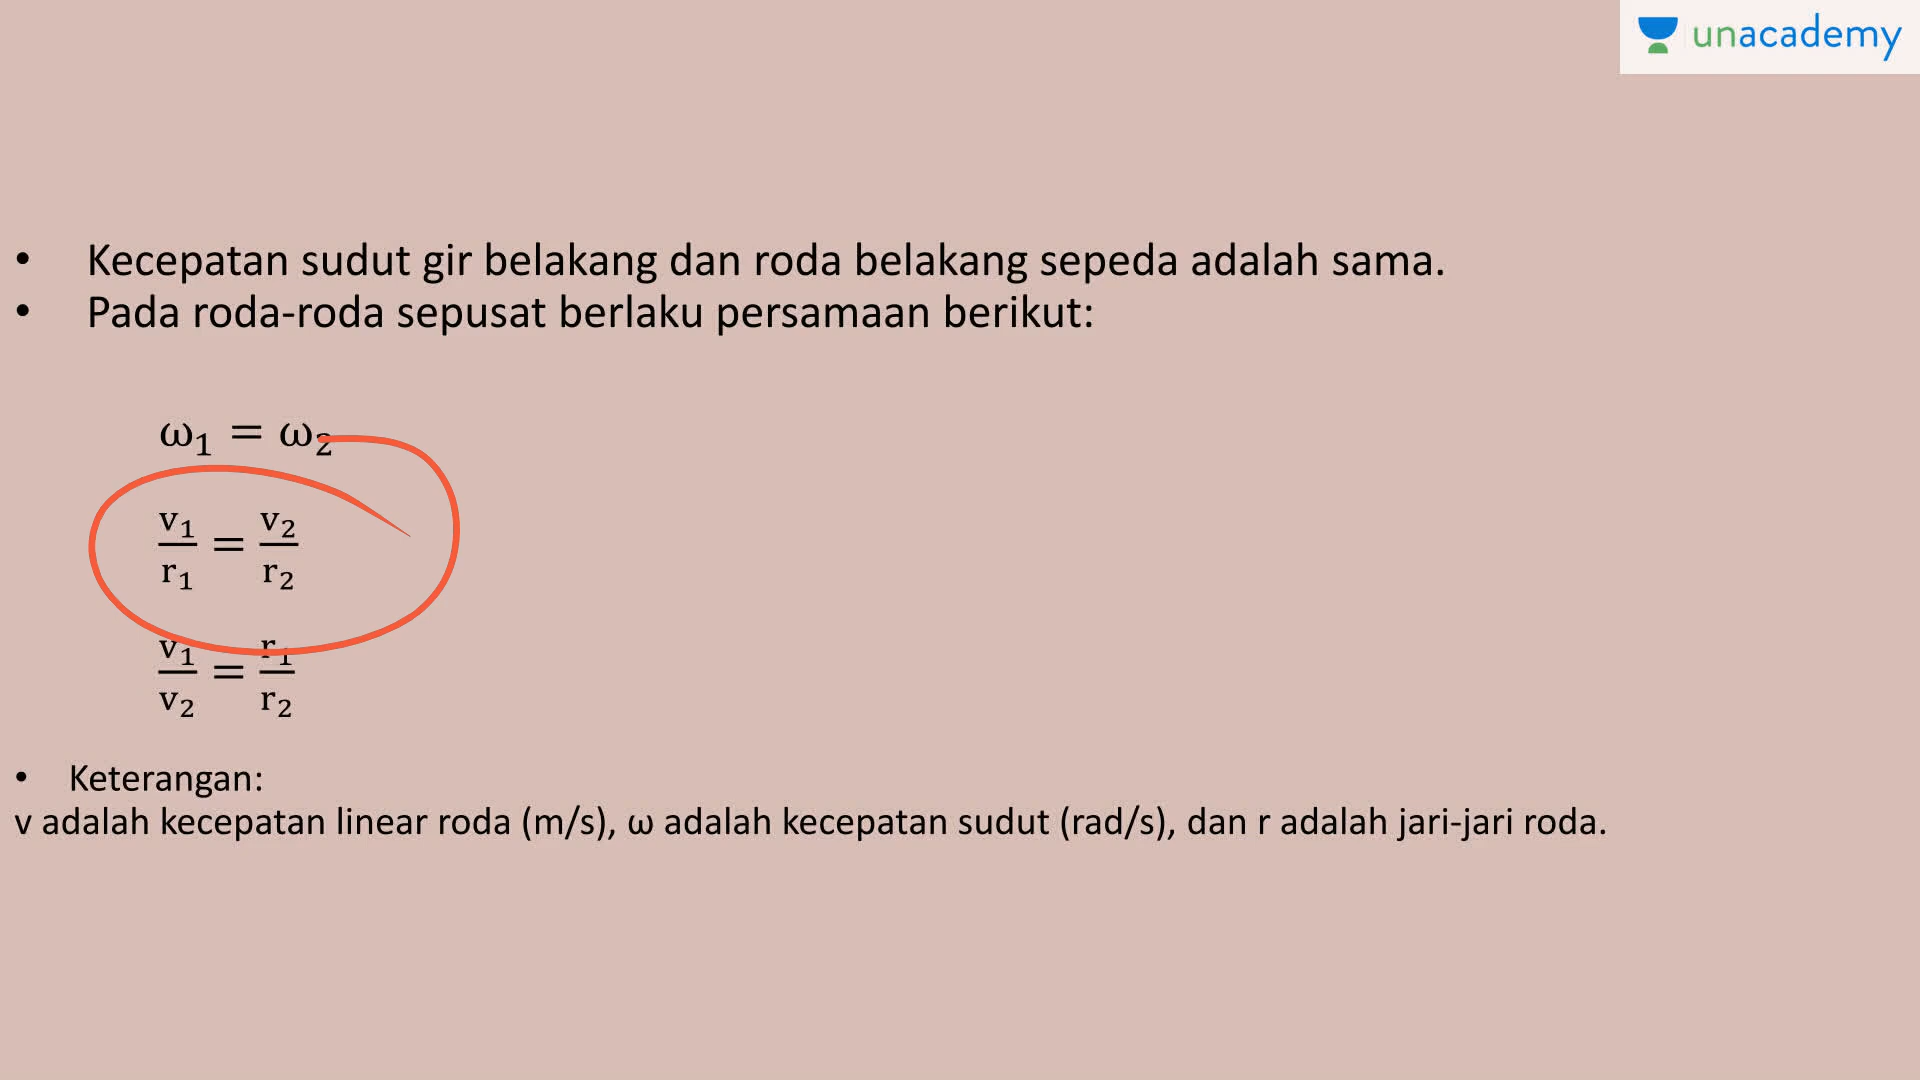 unacademy
• Kecepatan sudut gir belakang dan roda belakang sepeda adalah sama.
• Pada roda-roda sepusat berlaku persamaan berikut:
ω₁ = ω₂
v₁/r₁ = v₂/r₂
v₁/v₂ = r₁/r₂
• Keterangan:
v adalah kecepatan linear roda (m/s), ω adalah kecepatan sudut (rad/s), dan r adalah jari-jari roda.